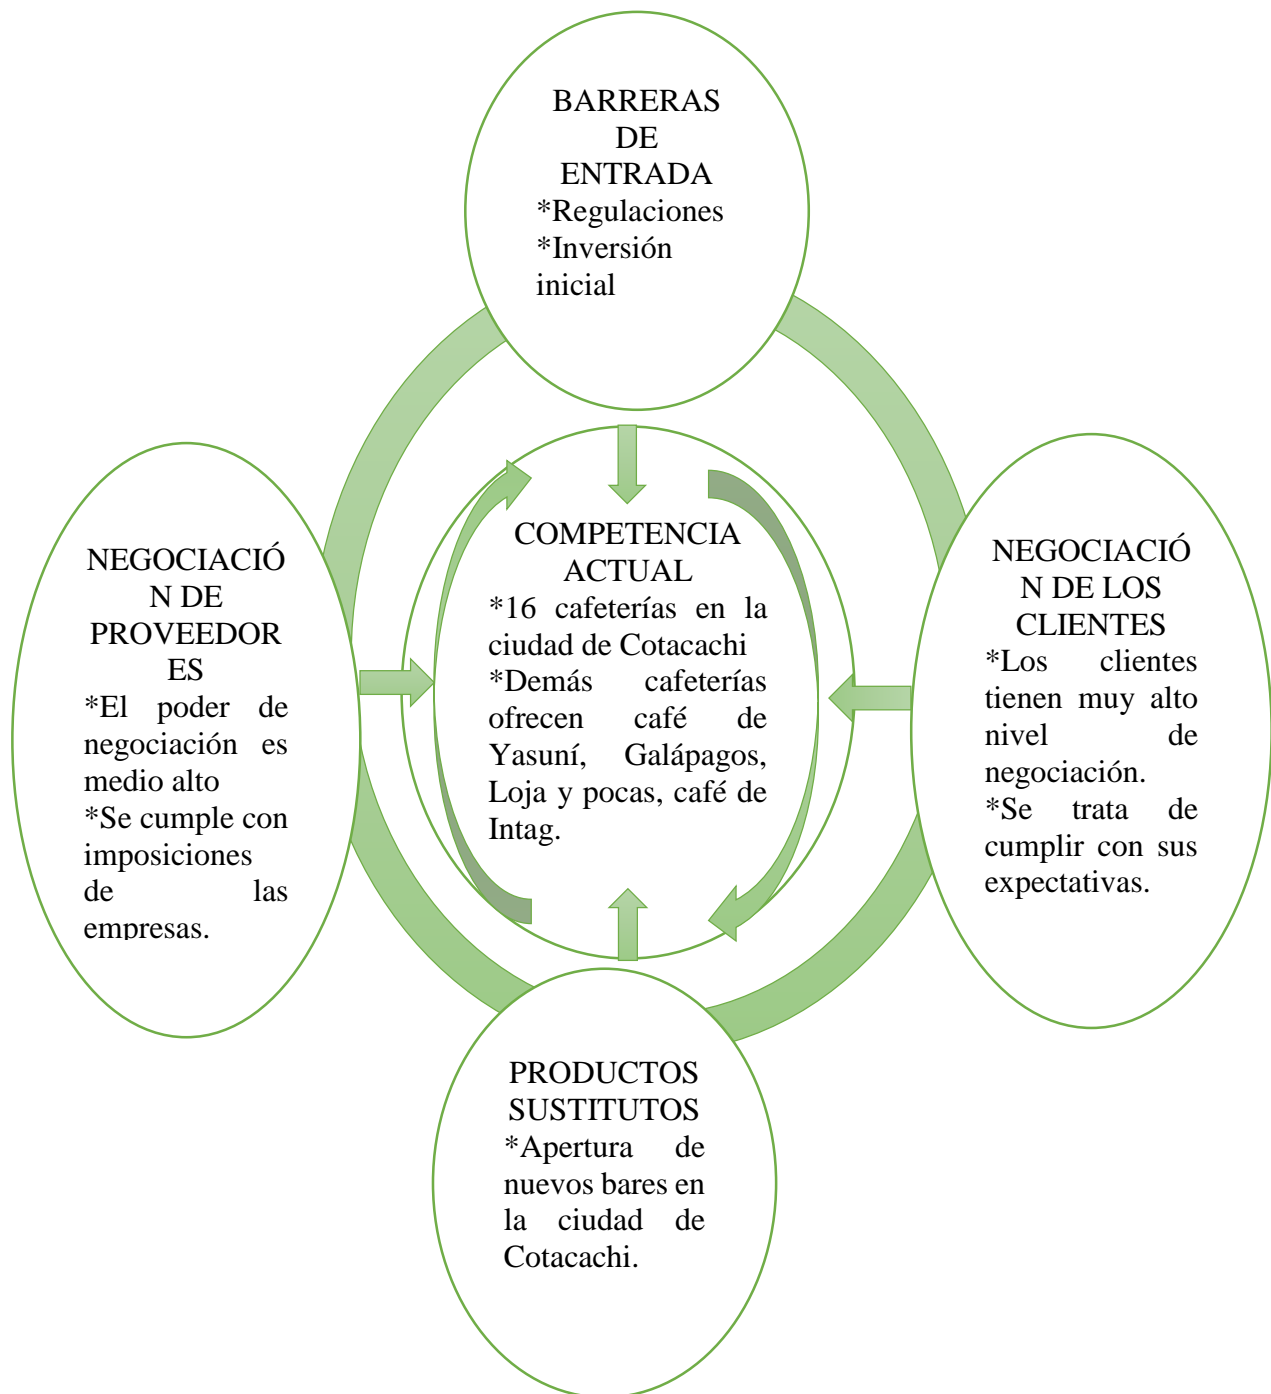 BARRERAS
DE
ENTRADA
*Regulaciones
*Inversión
inicial
NEGOCIACIÓ
N DE
PROVEEDOR
ES
*El poder de
negociación es
medio alto
*Se cumple con
imposiciones
de las
empresas.
COMPETENCIA
ACTUAL
*16 cafeterías en la
ciudad de Cotacachi
*Demás cafeterías
ofrecen café de
Yasuní, Galápagos,
Loja y pocas, café de
Intag.
NEGOCIACIÓ
N DE LOS
CLIENTES
*Los clientes
tienen muy alto
nivel de
negociación.
*Se trata de
cumplir con sus
expectativas.
PRODUCTOS
SUSTITUTOS
*Apertura de
nuevos bares en
la ciudad de
Cotacachi.